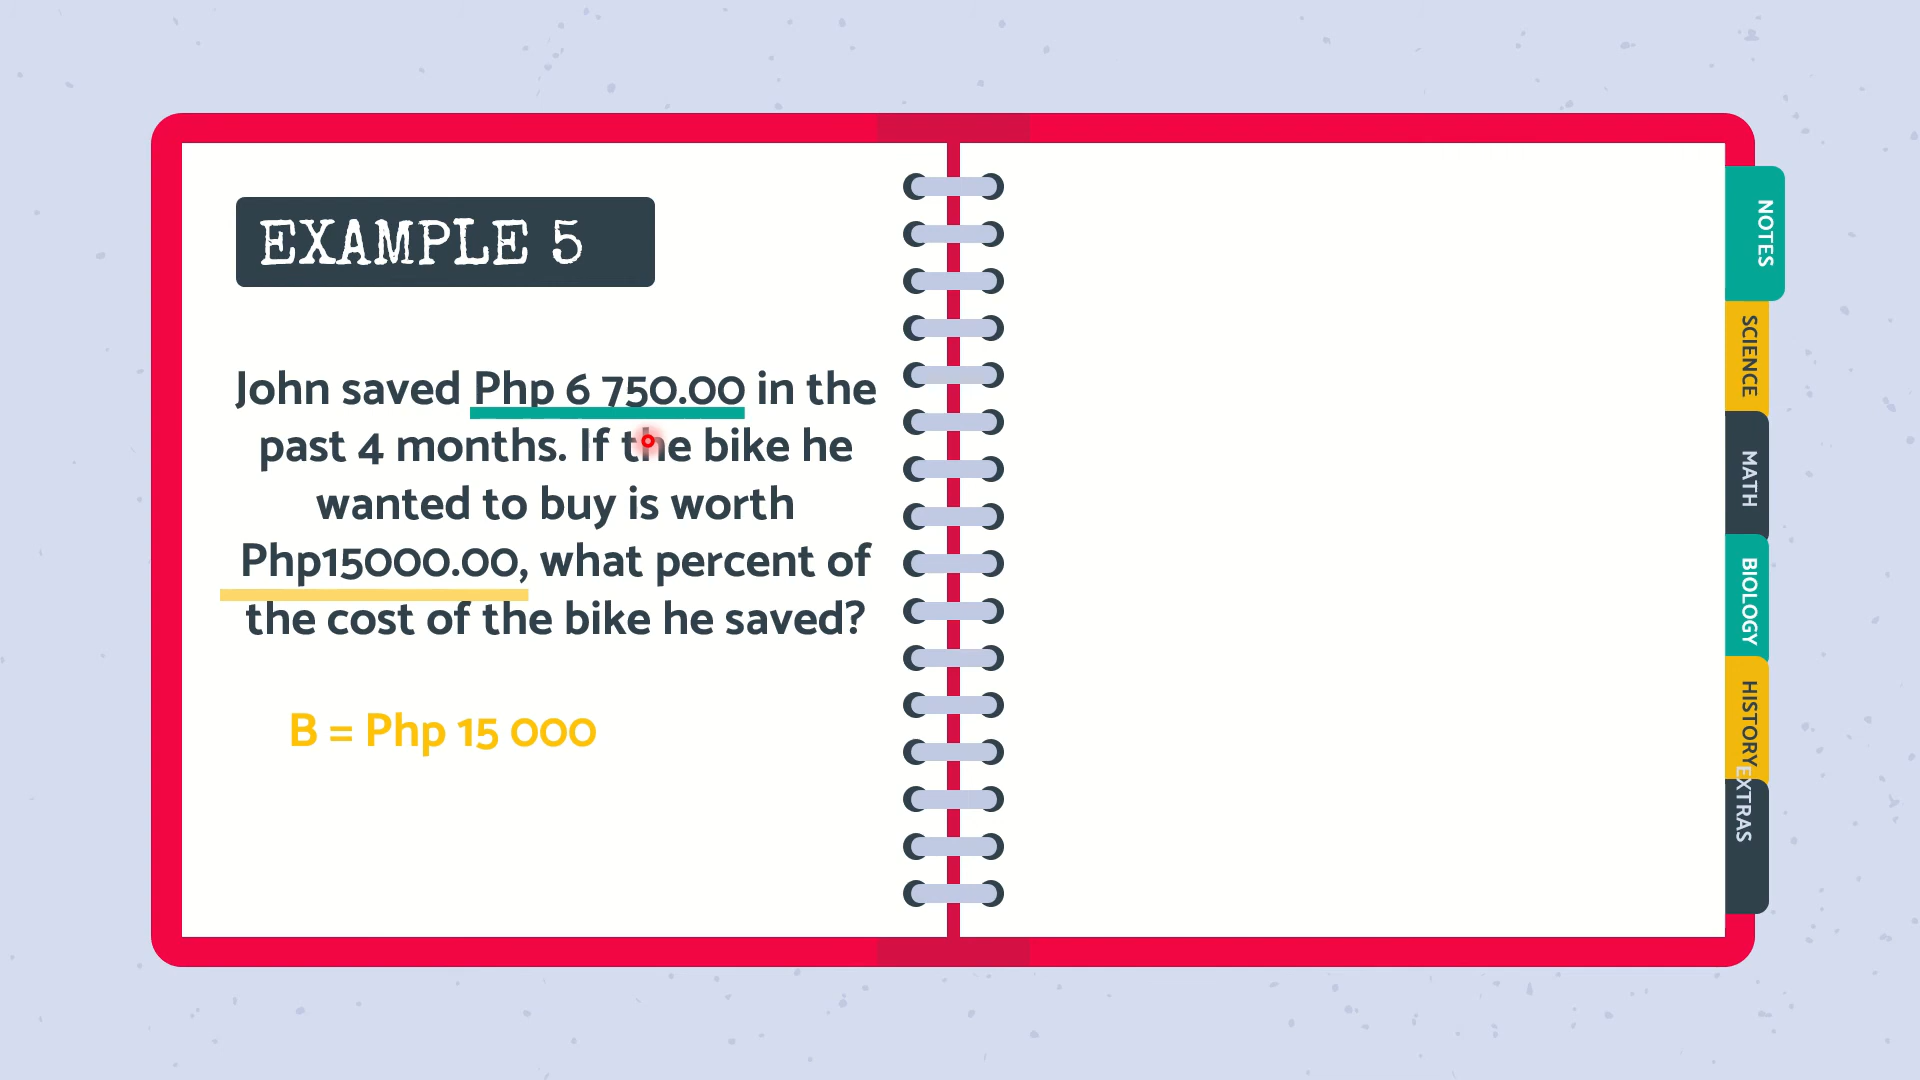 EXAMPLE 5
John saved Php 6 750.00 in the
past 4 months. If the bike he
wanted to buy is worth
Php15000.00, what percent of
the cost of the bike he saved?
B = Php 15 000
NOTES
SCIENCE
MATH
BIOLOGY
HISTORY
EXTRAS